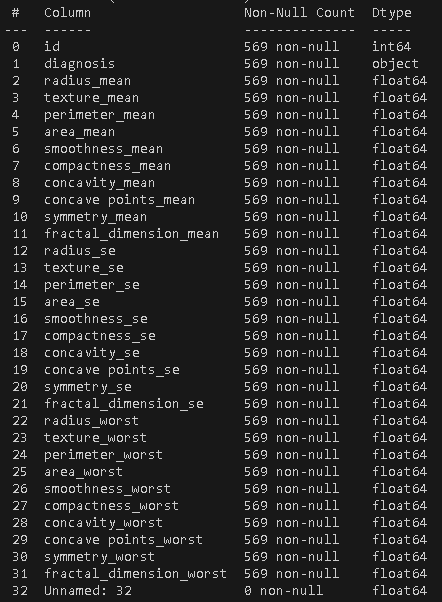 #   Column                   Non-Null Count  Dtype
---  ------                   --------------  -----
0   id                       569 non-null    int64
1   diagnosis                569 non-null    object
2   radius_mean              569 non-null    float64
3   texture_mean             569 non-null    float64
4   perimeter_mean           569 non-null    float64
5   area_mean                569 non-null    float64
6   smoothness_mean          569 non-null    float64
7   compactness_mean         569 non-null    float64
8   concavity_mean           569 non-null    float64
9   concave points_mean      569 non-null    float64
10  symmetry_mean            569 non-null    float64
11  fractal_dimension_mean   569 non-null    float64
12  radius_se                569 non-null    float64
13  texture_se               569 non-null    float64
14  perimeter_se             569 non-null    float64
15  area_se                  569 non-null    float64
16  smoothness_se            569 non-null    float64
17  compactness_se           569 non-null    float64
18  concavity_se             569 non-null    float64
19  concave points_se        569 non-null    float64
20  symmetry_se              569 non-null    float64
21  fractal_dimension_se     569 non-null    float64
22  radius_worst             569 non-null    float64
23  texture_worst            569 non-null    float64
24  perimeter_worst          569 non-null    float64
25  area_worst               569 non-null    float64
26  smoothness_worst         569 non-null    float64
27  compactness_worst        569 non-null    float64
28  concavity_worst          569 non-null    float64
29  concave points_worst     569 non-null    float64
30  symmetry_worst           569 non-null    float64
31  fractal_dimension_worst  569 non-null    float64
32  Unnamed: 32              0 non-null      float64